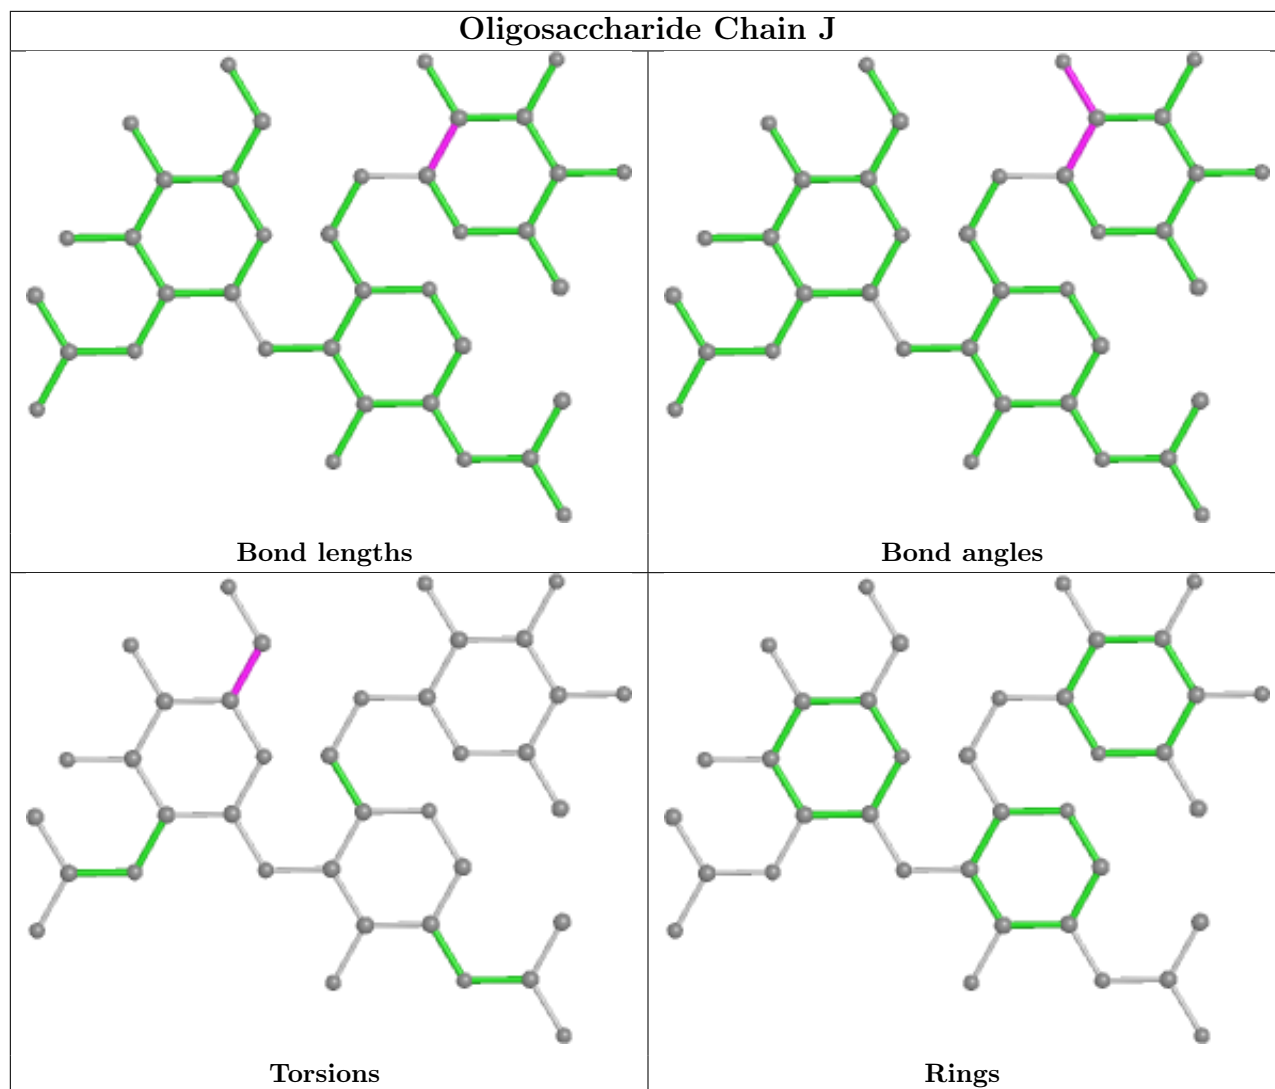 Oligosaccharide Chain J
Bond lengths
Bond angles
Torsions
Rings